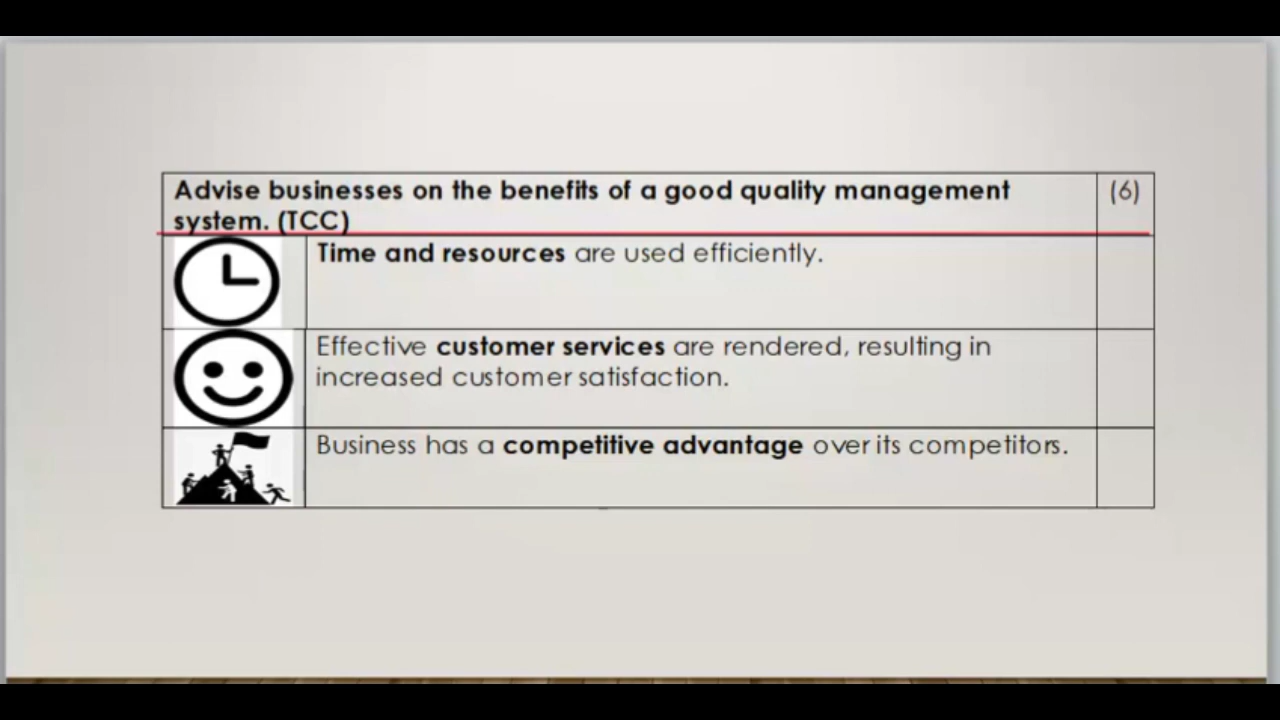 Advise businesses on the benefits of a good quality management
system. (TCC)
(6)
Time and resources are used efficiently.
Effective customer services are rendered, resulting in
increased customer satisfaction.
Business has a competitive advantage over its competitors.